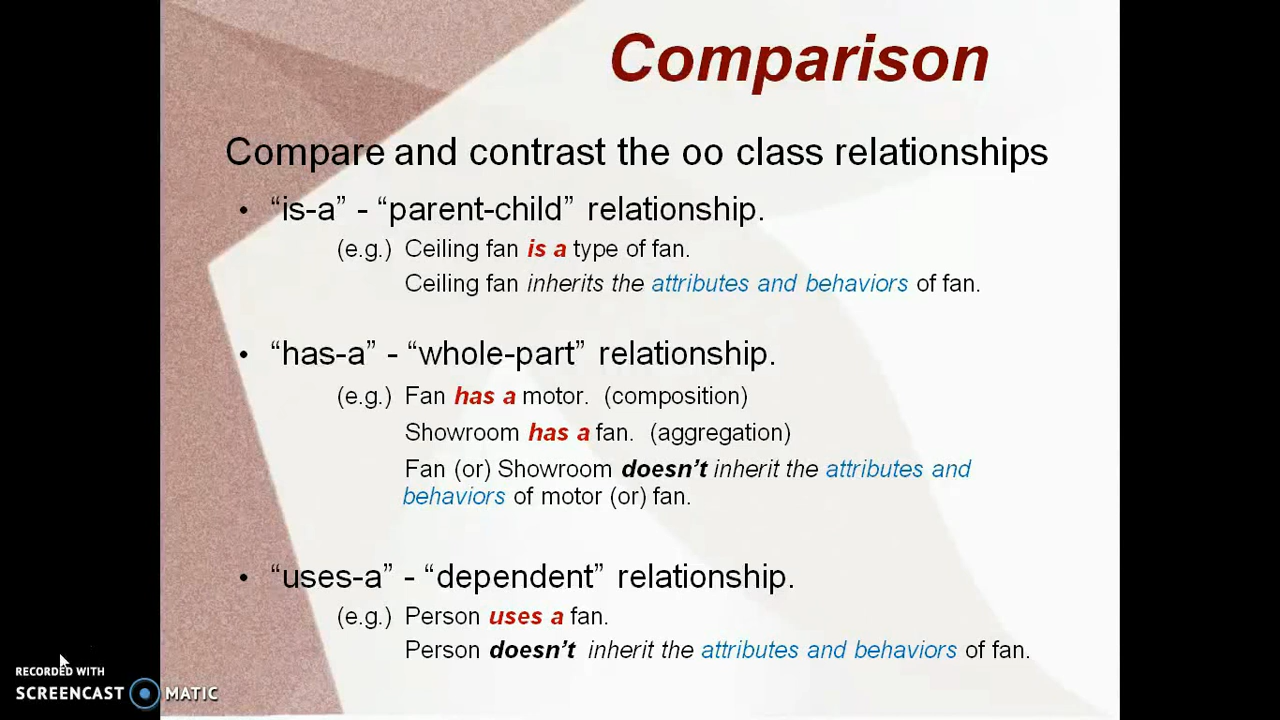 Comparison
Compare and contrast the oo class relationships
• “is-a” - “parent-child” relationship.
(e.g.) Ceiling fan is a type of fan.
Ceiling fan inherits the attributes and behaviors of fan.
• “has-a” - “whole-part” relationship.
(e.g.) Fan has a motor. (composition)
Showroom has a fan. (aggregation)
Fan (or) Showroom doesn’t inherit the attributes and
behaviors of motor (or) fan.
• “uses-a” - “dependent” relationship.
(e.g.) Person uses a fan.
Person doesn’t inherit the attributes and behaviors of fan.
RECORDED WITH
SCREENCAST MATIC